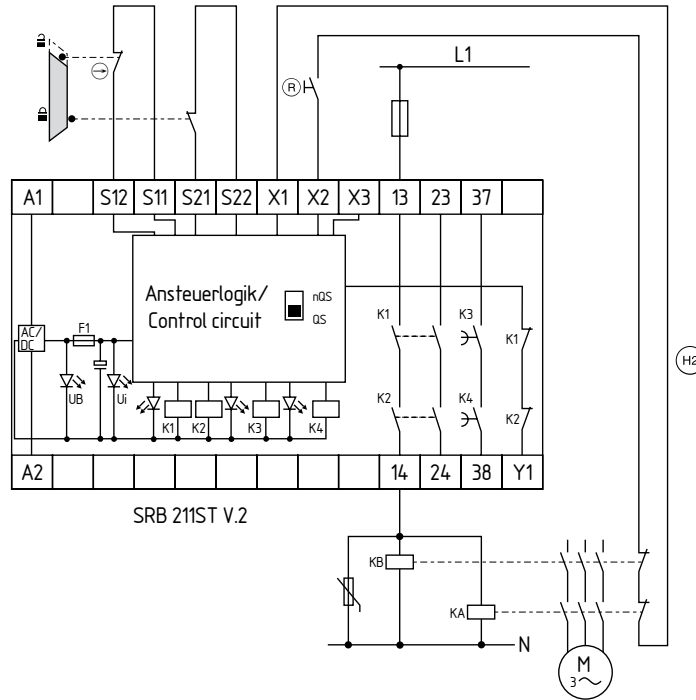 L1
R
A1 S12 S11 S21 S22 X1 X2 X3 13 23 37
Ansteuerlogik/
Control circuit
nQS
QS
AC/
DC
F1
UB
Ui
K1
K2
K3
K4
K1
K3
K1
K2
K4
K2
H2
A2 14 24 38 Y1
SRB 211ST V.2
KB
KA
N
M
3